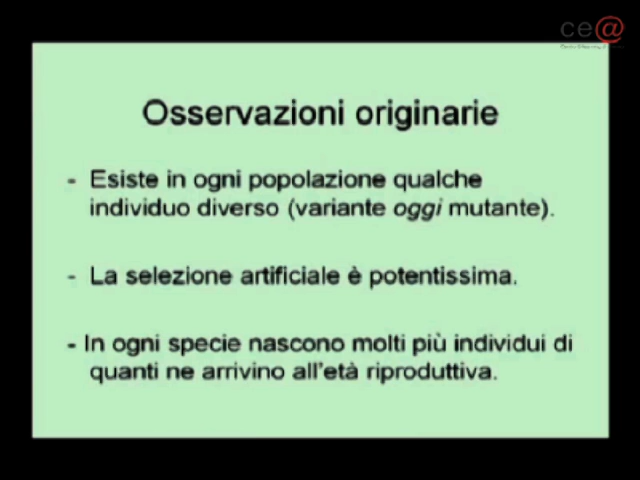 ce@
Osservazioni originarie
- Esiste in ogni popolazione qualche
individuo diverso (variante oggi mutante).
- La selezione artificiale è potentissima.
- In ogni specie nascono molti più individui di
quanti ne arrivino all'età riproduttiva.